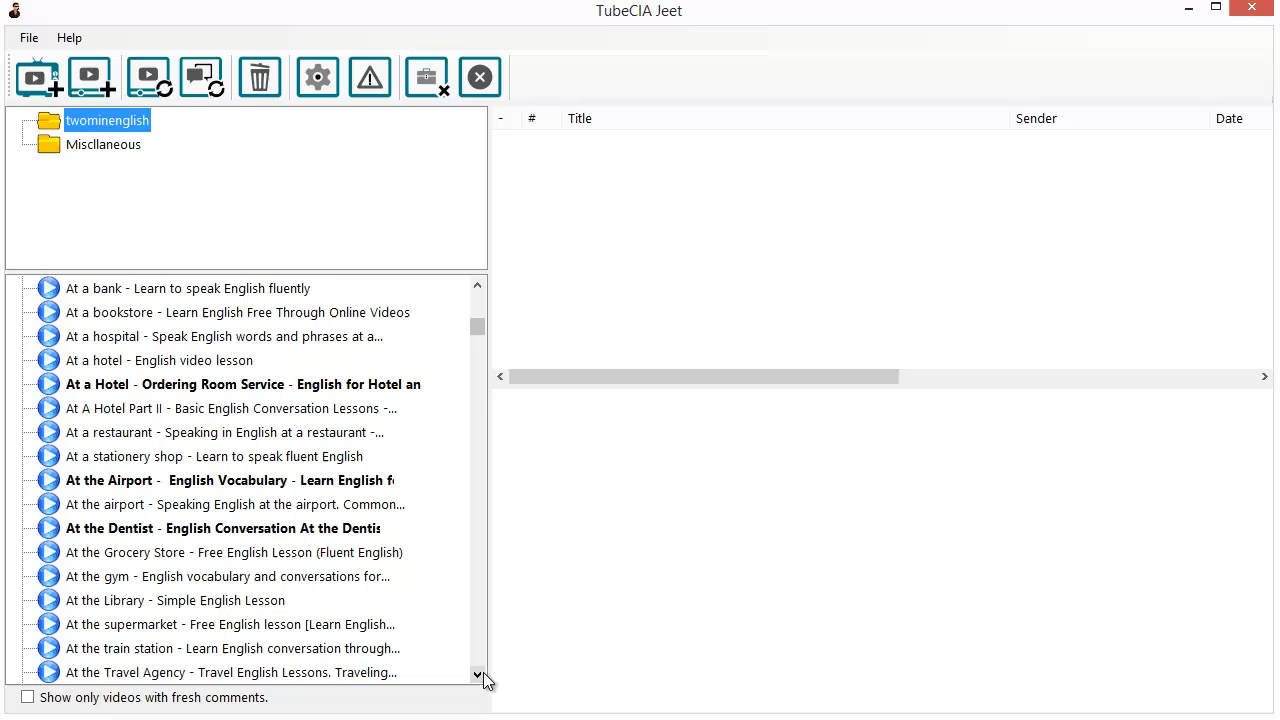 TubeCIA Jeet
File Help
twominenglish
Miscllaneous
- # Title Sender Date
At a bank - Learn to speak English fluently
At a bookstore - Learn English Free Through Online Videos
At a hospital - Speak English words and phrases at a...
At a hotel - English video lesson
At a Hotel - Ordering Room Service - English for Hotel an
At A Hotel Part II - Basic English Conversation Lessons -...
At a restaurant - Speaking in English at a restaurant -...
At a stationery shop - Learn to speak fluent English
At the Airport - English Vocabulary - Learn English f
At the airport - Speaking English at the airport. Common...
At the Dentist - English Conversation At the Dentis
At the Grocery Store - Free English Lesson (Fluent English)
At the gym - English vocabulary and conversations for...
At the Library - Simple English Lesson
At the supermarket - Free English lesson [Learn English...
At the train station - Learn English conversation through...
At the Travel Agency - Travel English Lessons. Traveling...
Show only videos with fresh comments.